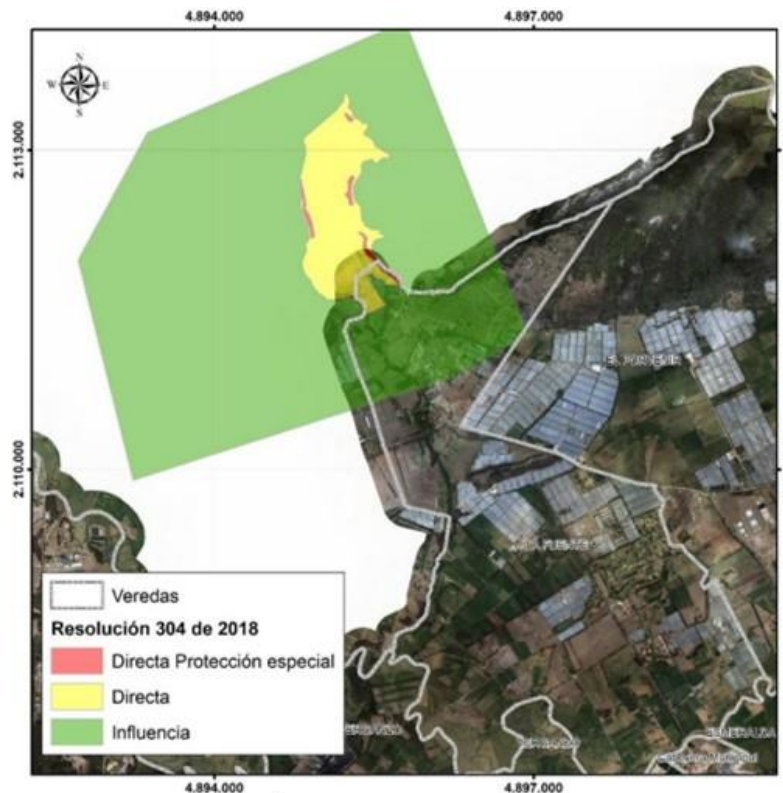 4.894.000 4.897.000
N
W E
S
2.113.000
EL PORVENIR
2.110.000
Veredas
Resolución 304 de 2018
Directa Protección especial
Directa
Influencia
ESMERALDA
4.894.000 4.897.000